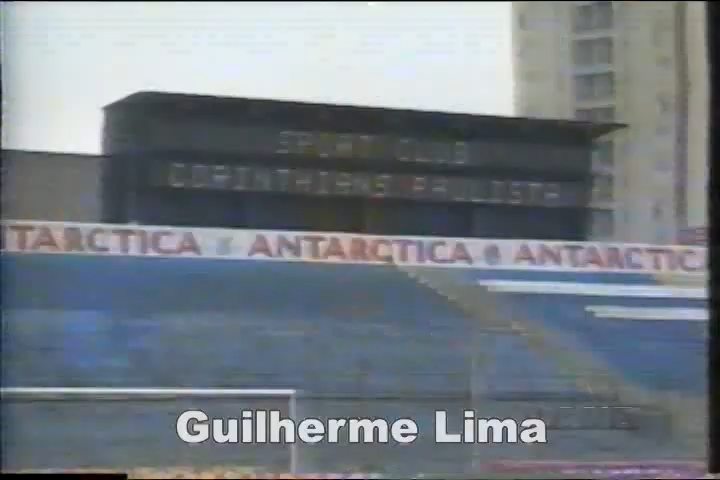 SPORT CLUB
CORINTHIANS PAULISTA
ANTARCTICA ANTARCTICA ANTARCTICA
Guilherme Lima